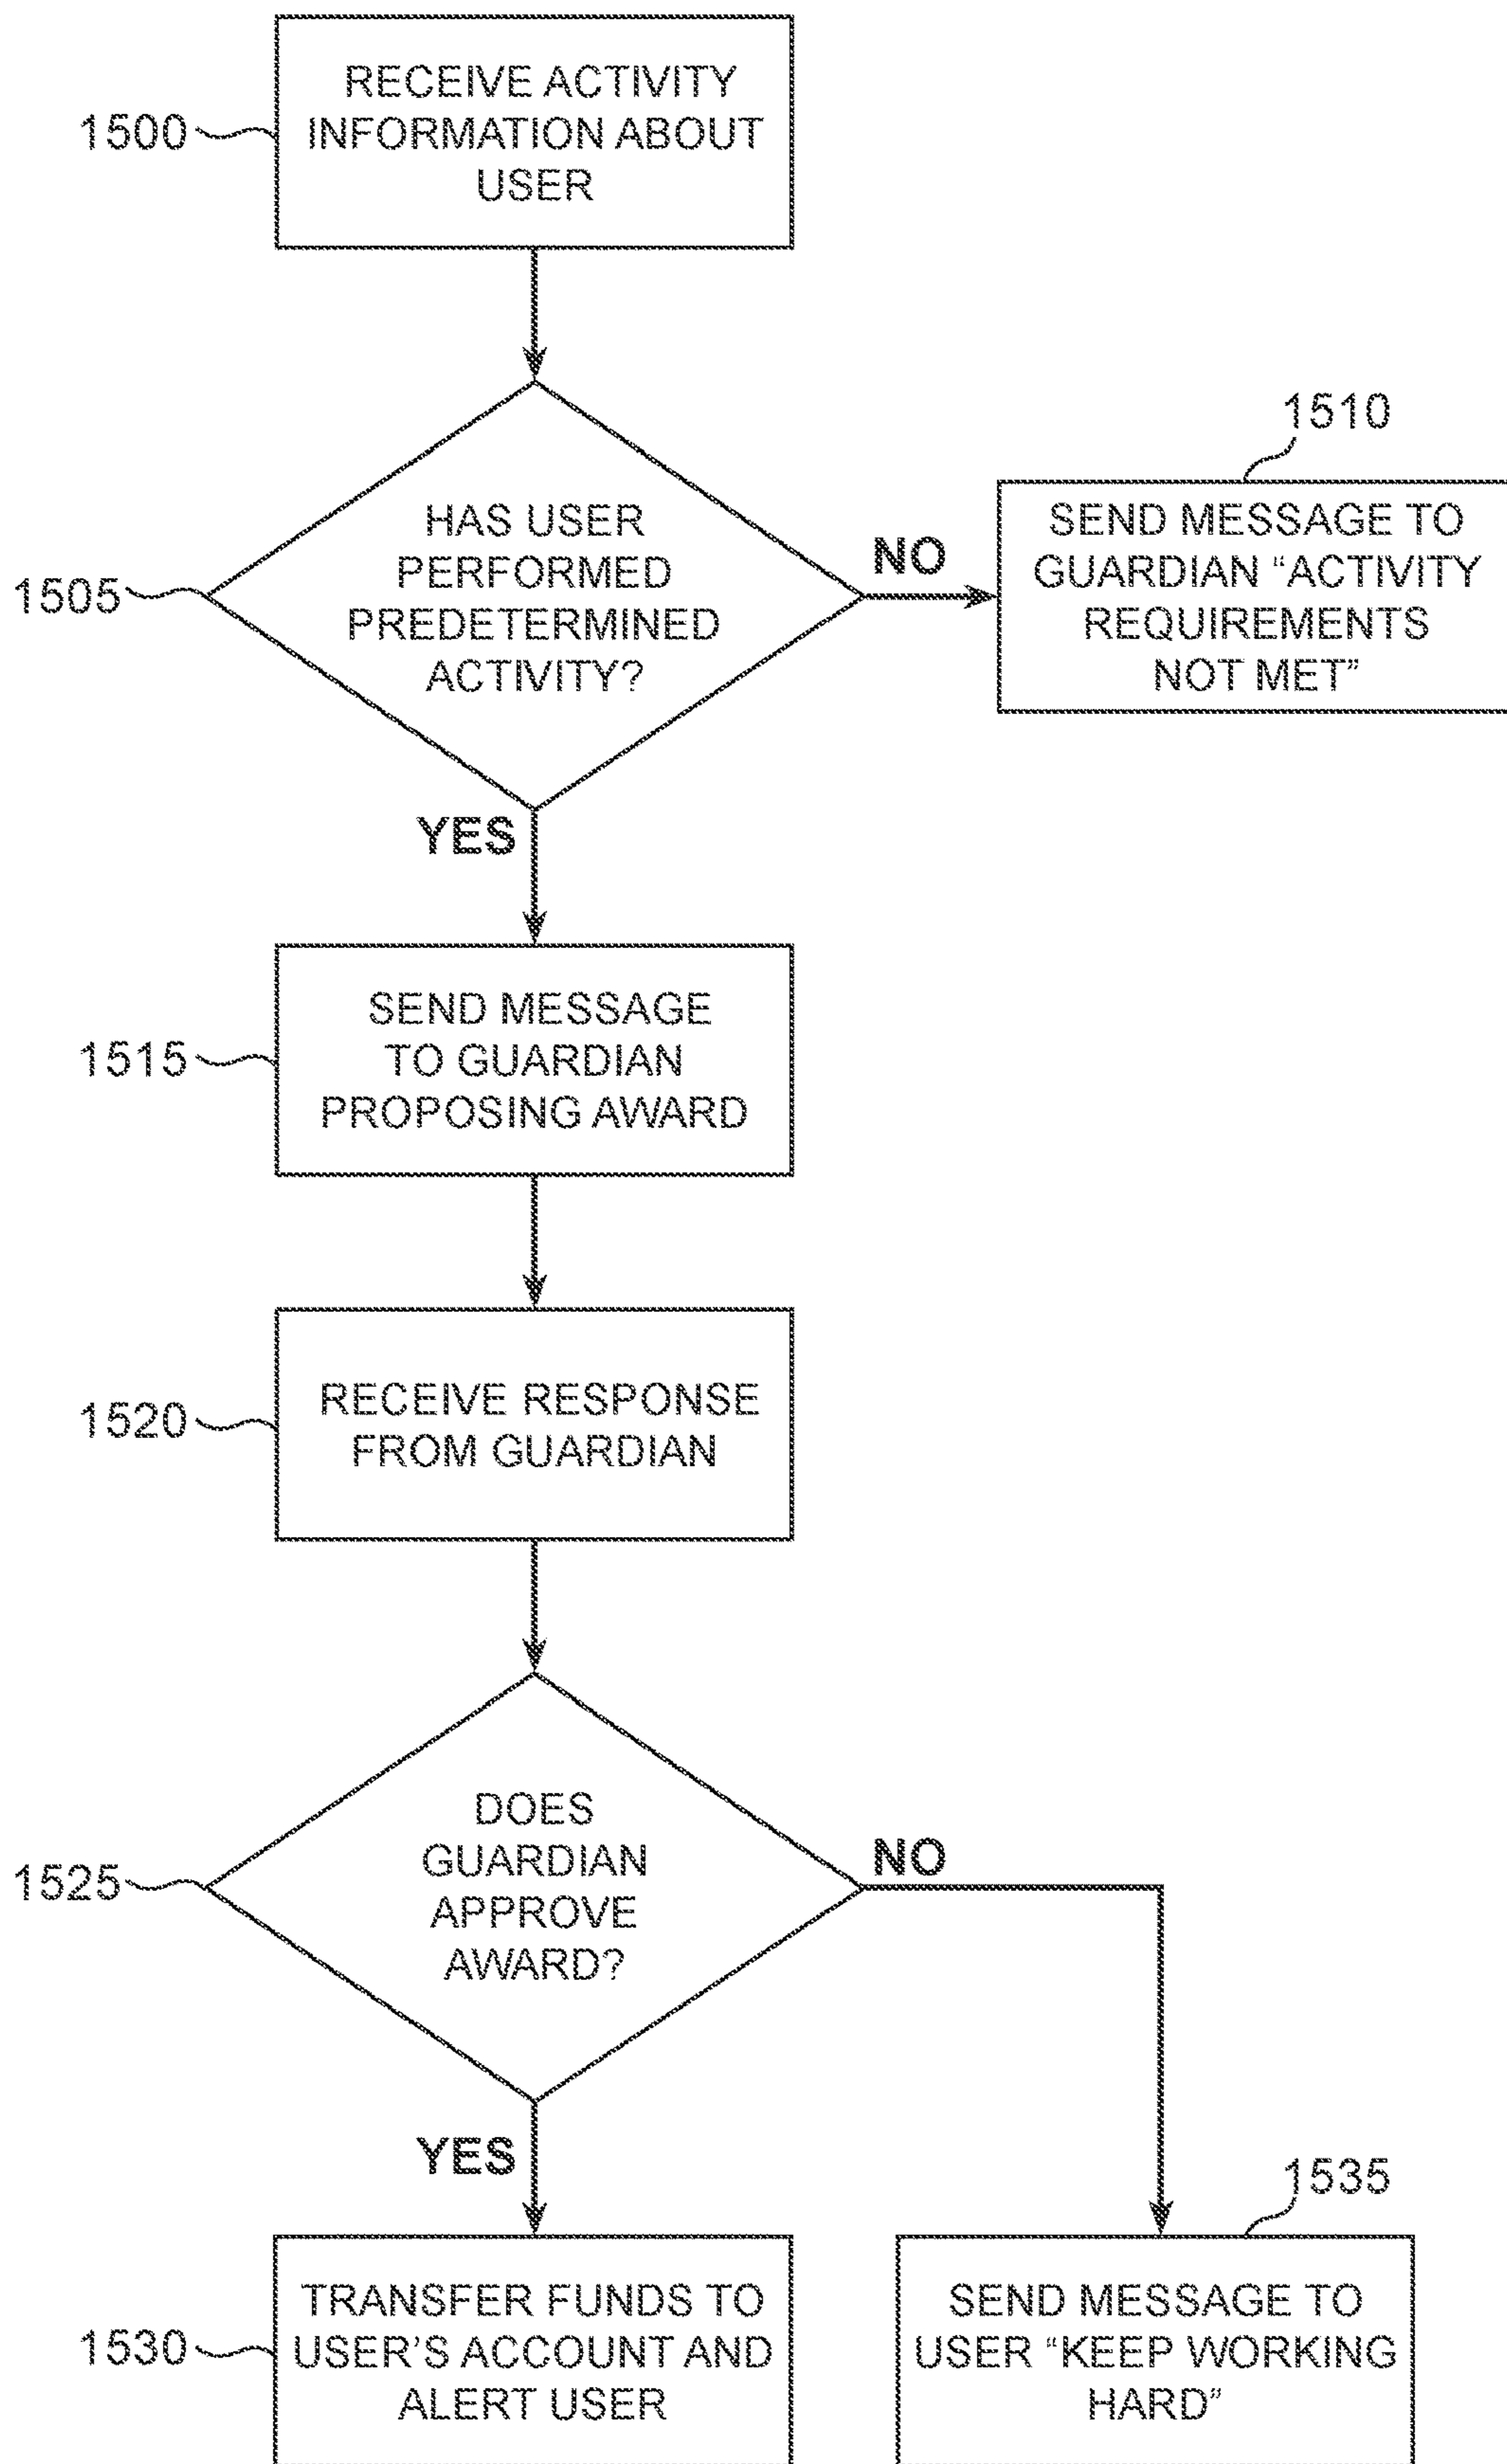 RECEIVE ACTIVITY
INFORMATION ABOUT
USER
1500
HAS USER
PERFORMED
PREDETERMINED
ACTIVITY?
1505
NO
1510
SEND MESSAGE TO
GUARDIAN “ACTIVITY
REQUIREMENTS
NOT MET”
YES
SEND MESSAGE
TO GUARDIAN
PROPOSING AWARD
1515
RECEIVE RESPONSE
FROM GUARDIAN
1520
DOES
GUARDIAN
APPROVE
AWARD?
1525
NO
YES
1535
TRANSFER FUNDS TO
USER’S ACCOUNT AND
ALERT USER
1530
SEND MESSAGE TO
USER “KEEP WORKING
HARD”